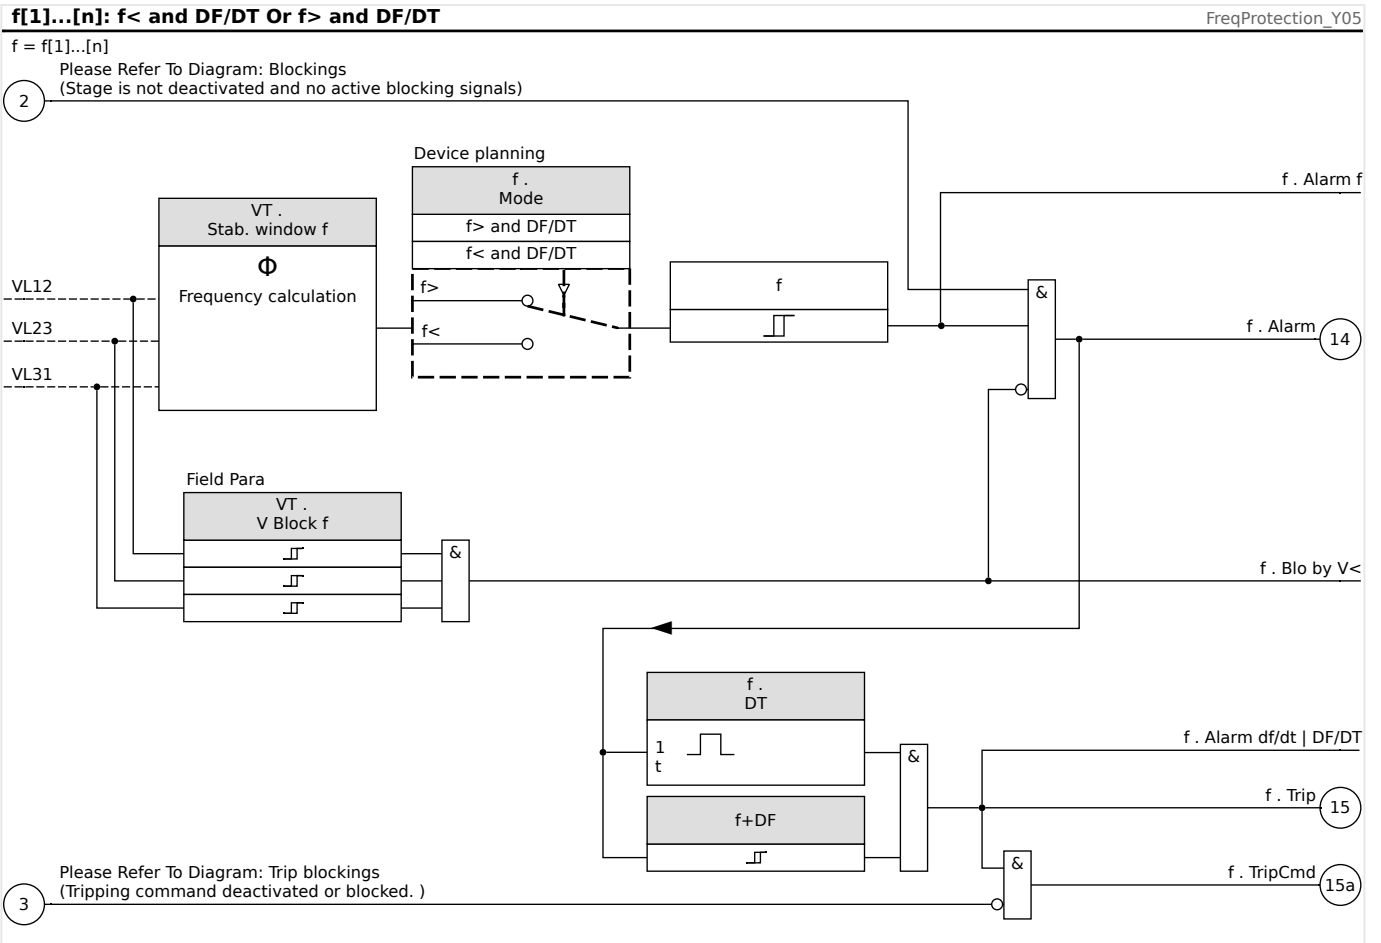 f[1]...[n]: f< and DF/DT Or f> and DF/DT
FreqProtection_Y05
f = f[1]...[n]
Please Refer To Diagram: Blockings
(Stage is not deactivated and no active blocking signals)
2
Device planning
f .
Mode
f> and DF/DT
f< and DF/DT
f . Alarm f
VT .
Stab. window f
Φ
Frequency calculation
VL12
VL23
VL31
f>
f<
f
&
f . Alarm
14
Field Para
VT .
V Block f
&
f . Blo by V<
f .
DT
1
t
&
f+DF
f . Alarm df/dt | DF/DT
f . Trip
15
Please Refer To Diagram: Trip blockings
(Tripping command deactivated or blocked. )
3
&
f . TripCmd
15a